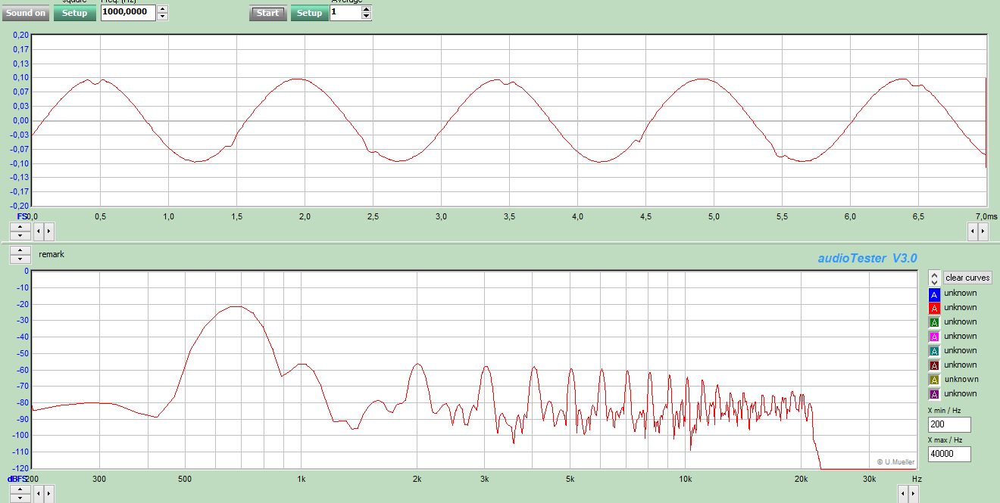 square Freq. (Hz) Average
Sound on Setup 1000,0000 Start Setup 1
0,20
0,17
0,13
0,10
0,07
0,03
0,00
-0,03
-0,07
-0,10
-0,13
-0,17
-0,20
FS 0,0 0,5 1,0 1,5 2,0 2,5 3,0 3,5 4,0 4,5 5,0 5,5 6,0 6,5 7,0ms
remark
audioTester V3.0
0
-10
-20
-30
-40
-50
-60
-70
-80
-90
-100
-110
-120
© U.Mueller
dBFS 200 300 500 1k 2k 3k 5k 10k 20k 30k Hz
clear curves
A unknown
A unknown
A unknown
A unknown
A unknown
A unknown
A unknown
A unknown
X min / Hz
200
X max / Hz
40000